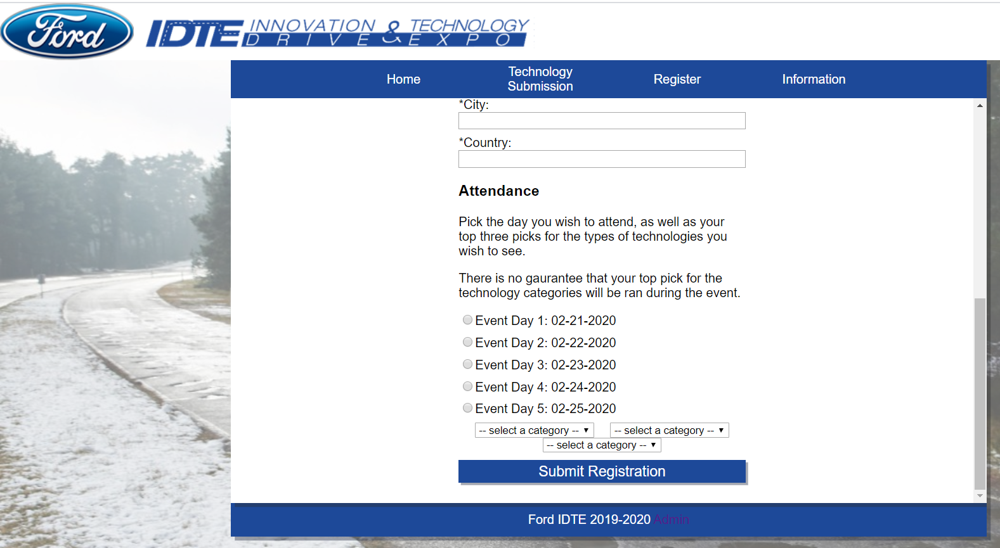 Ford IDTE INNOVATION & TECHNOLOGY
DRIVE & EXPO
Home
Technology
Submission
Register
Information
*City:
*Country:
Attendance
Pick the day you wish to attend, as well as your
top three picks for the types of technologies you
wish to see.
There is no gaurantee that your top pick for the
technology categories will be ran during the event.
Event Day 1: 02-21-2020
Event Day 2: 02-22-2020
Event Day 3: 02-23-2020
Event Day 4: 02-24-2020
Event Day 5: 02-25-2020
-- select a category -- -- select a category --
-- select a category --
Submit Registration
Ford IDTE 2019-2020 Admin